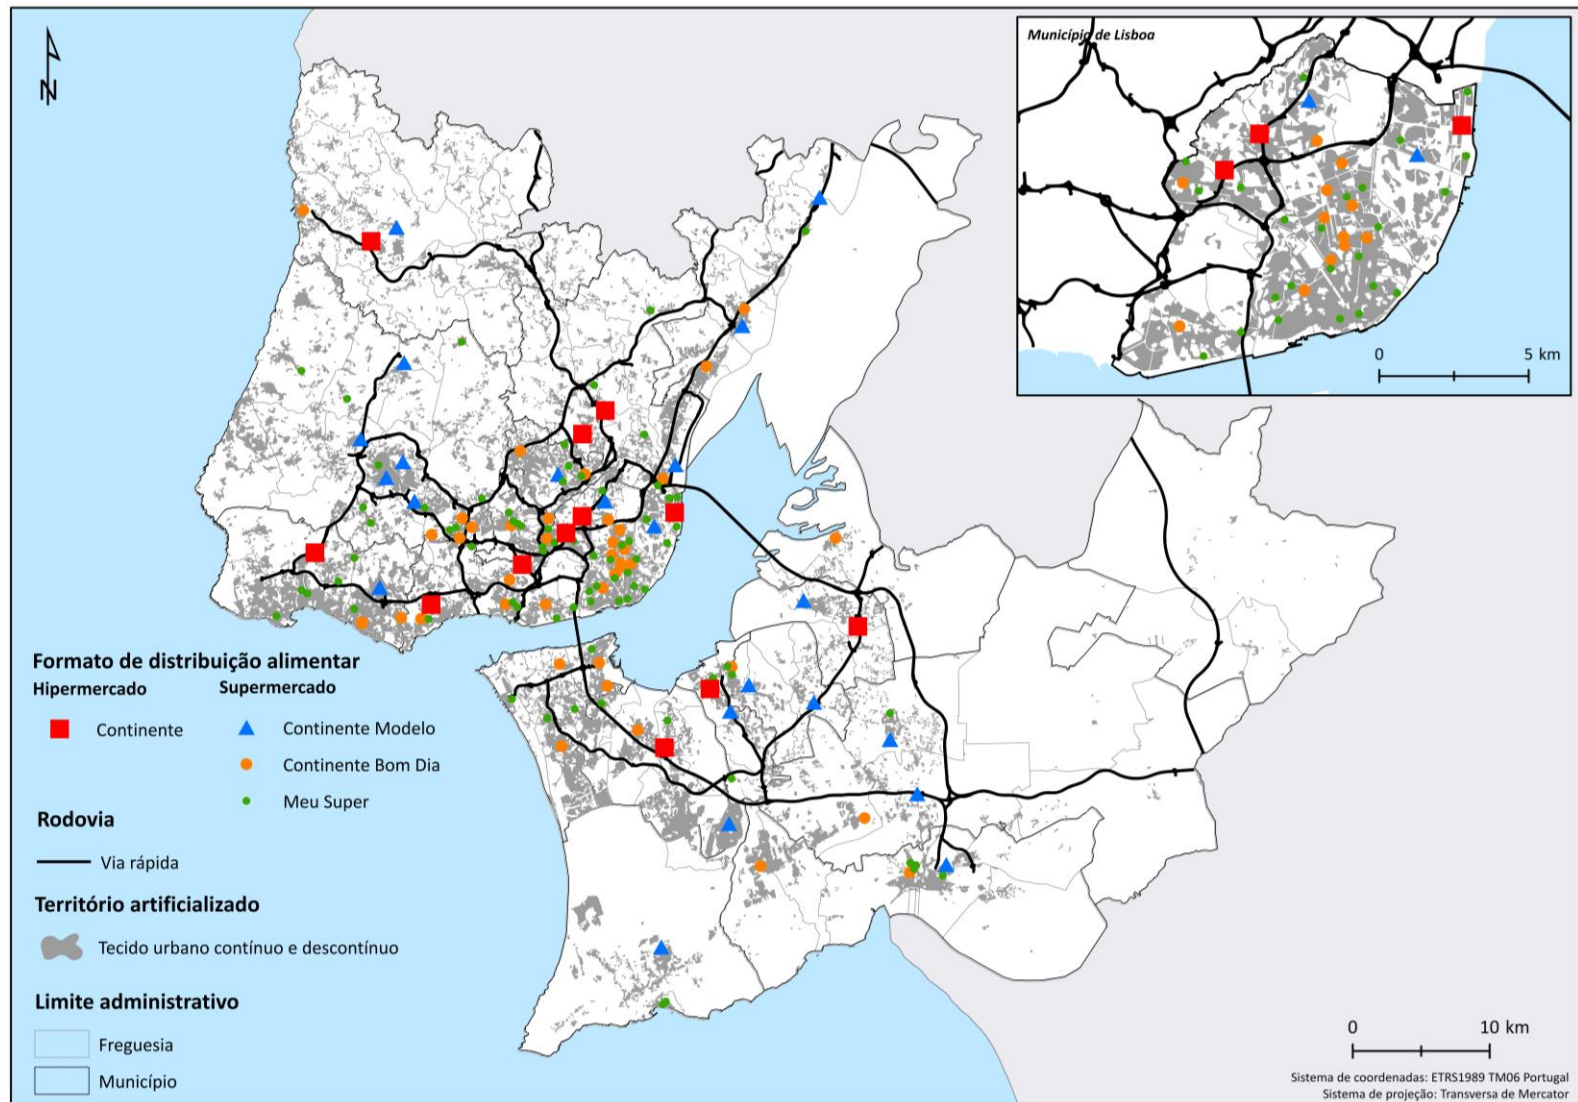 N
Município de Lisboa
0 5 km
Formato de distribuição alimentar
Hipermercado Supermercado
Continente Continente Modelo
Continente Bom Dia
Meu Super
Rodovia
Via rápida
Território artificializado
Tecido urbano contínuo e descontínuo
Limite administrativo
Freguesia
Município
0 10 km
Sistema de coordenadas: ETRS1989 TM06 Portugal
Sistema de projeção: Transversa de Mercator